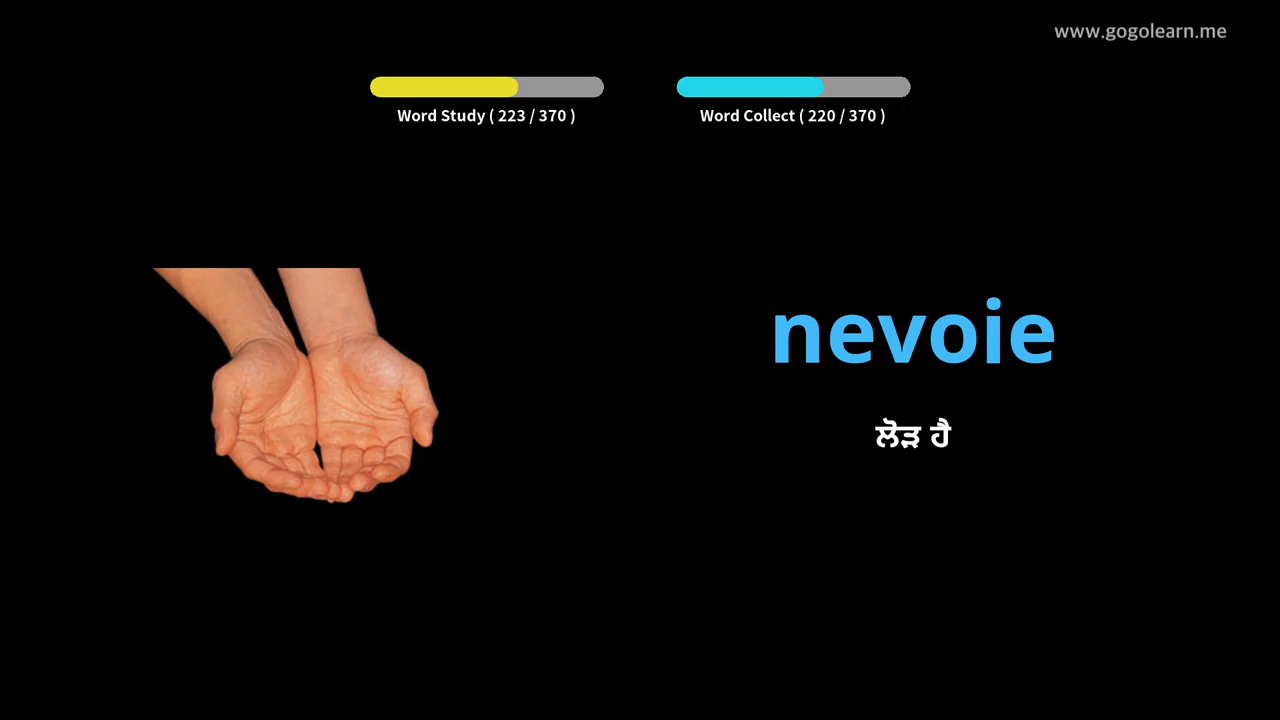 www.gogolearn.me
Word Study ( 223 / 370 )
Word Collect ( 220 / 370 )
nevoie
ਲੋੜ ਹੈ